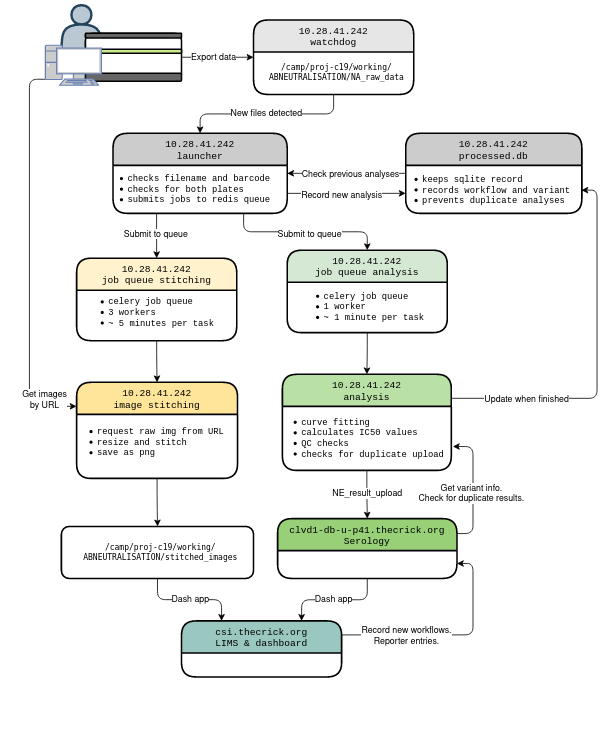 Export data
10.28.41.242
watchdog
/camp/proj-c19/working/
ABNEUTRALISATION/NA_raw_data
New files detected
10.28.41.242
launcher
• checks filename and barcode
• checks for both plates
• submits jobs to redis queue
Check previous analyses
Record new analysis
10.28.41.242
processed.db
• keeps sqlite record
• records workflow and variant
• prevents duplicate analyses
Submit to queue
Submit to queue
10.28.41.242
job queue stitching
• celery job queue
• 3 workers
• ~ 5 minutes per task
10.28.41.242
job queue analysis
• celery job queue
• 1 worker
• ~ 1 minute per task
Get images
by URL
10.28.41.242
image stitching
• request raw img from URL
• resize and stitch
• save as png
10.28.41.242
analysis
• curve fitting
• calculates IC50 values
• QC checks
• checks for duplicate upload
Update when finished
NE_result_upload
Get variant info.
Check for duplicate results.
/camp/proj-c19/working/
ABNEUTRALISATION/stitched_images
clvd1-db-u-p41.thecrick.org
Serology
Dash app
Dash app
csi.thecrick.org
LIMS & dashboard
Record new workflows.
Reporter entries.